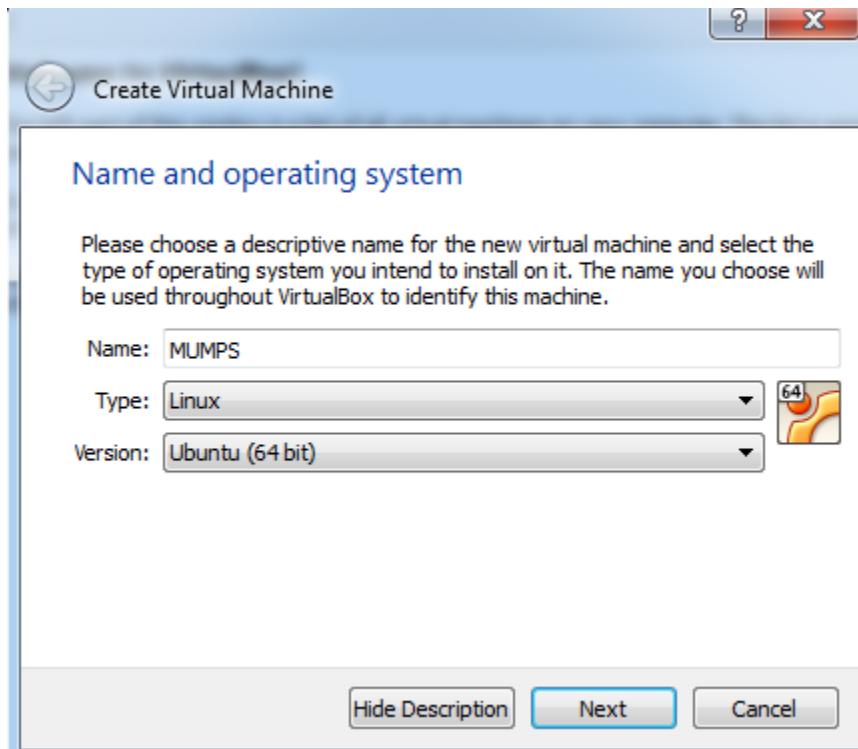 ?
X
Create Virtual Machine
Name and operating system
Please choose a descriptive name for the new virtual machine and select the
type of operating system you intend to install on it. The name you choose will
be used throughout VirtualBox to identify this machine.
Name: MUMPS
Type: Linux
64
Version: Ubuntu (64 bit)
Hide Description Next Cancel